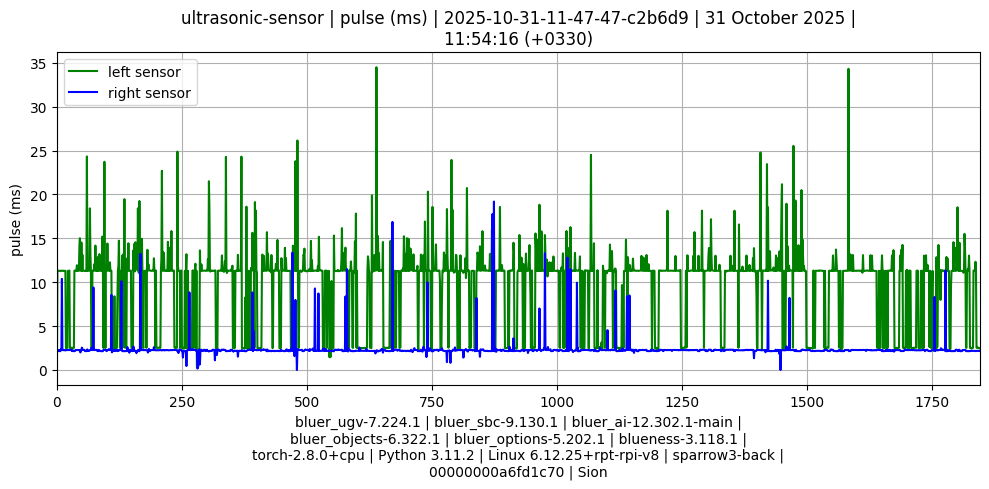 ultrasonic-sensor | pulse (ms) | 2025-10-31-11-47-47-c2b6d9 | 31 October 2025 |
11:54:16 (+0330)
left sensor
right sensor
pulse (ms)
35
30
25
20
15
10
5
0
0 250 500 750 1000 1250 1500 1750
bluer_ugv-7.224.1 | bluer_sbc-9.130.1 | bluer_ai-12.302.1-main |
bluer_objects-6.322.1 | bluer_options-5.202.1 | blueness-3.118.1 |
torch-2.8.0+cpu | Python 3.11.2 | Linux 6.12.25+rpt-rpi-v8 | sparrow3-back |
00000000a6fd1c70 | Sion